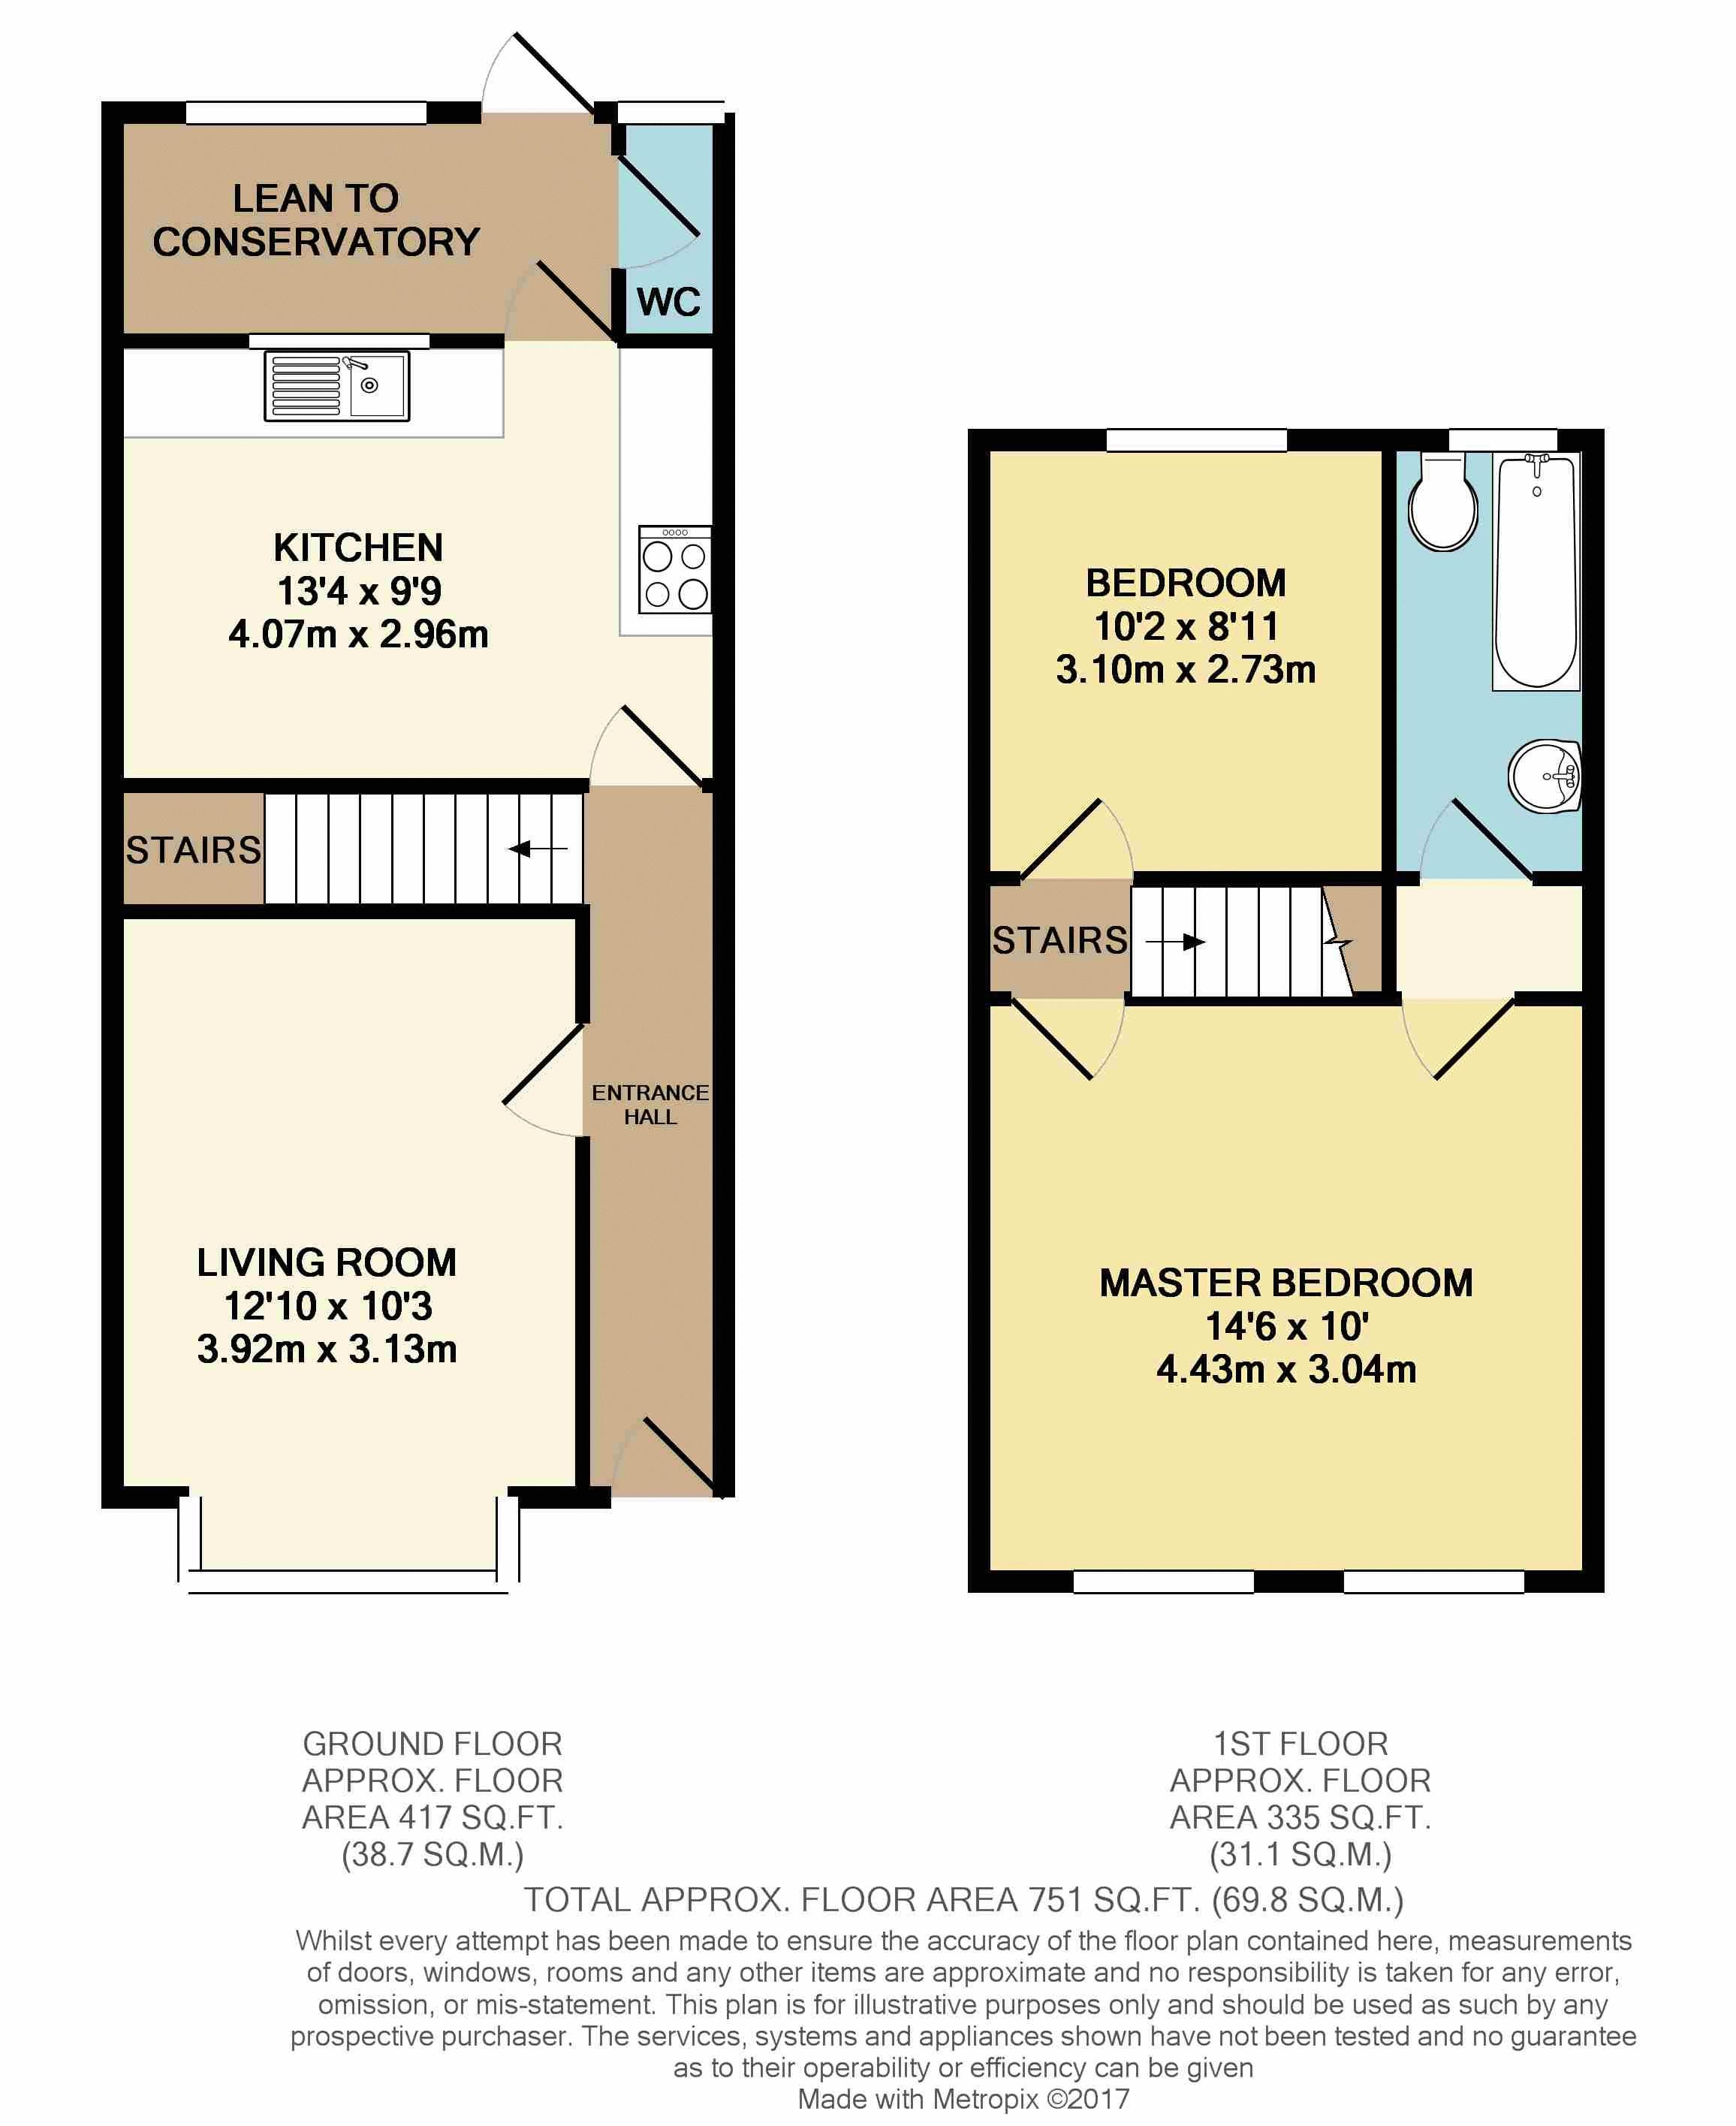 LEAN TO
CONSERVATORY
WC
KITCHEN
13'4 x 9'9
4.07m x 2.96m
STAIRS
ENTRANCE
HALL
LIVING ROOM
12'10 x 10'3
3.92m x 3.13m
BEDROOM
10'2 x 8'11
3.10m x 2.73m
STAIRS
MASTER BEDROOM
14'6 x 10'
4.43m x 3.04m
GROUND FLOOR
APPROX. FLOOR
AREA 417 SQ.FT.
(38.7 SQ.M.)
1ST FLOOR
APPROX. FLOOR
AREA 335 SQ.FT.
(31.1 SQ.M.)
TOTAL APPROX. FLOOR AREA 751 SQ.FT. (69.8 SQ.M.)
Whilst every attempt has been made to ensure the accuracy of the floor plan contained here, measurements
of doors, windows, rooms and any other items are approximate and no responsibility is taken for any error,
omission, or mis-statement. This plan is for illustrative purposes only and should be used as such by any
prospective purchaser. The services, systems and appliances shown have not been tested and no guarantee
as to their operability or efficiency can be given
Made with Metropix ©2017